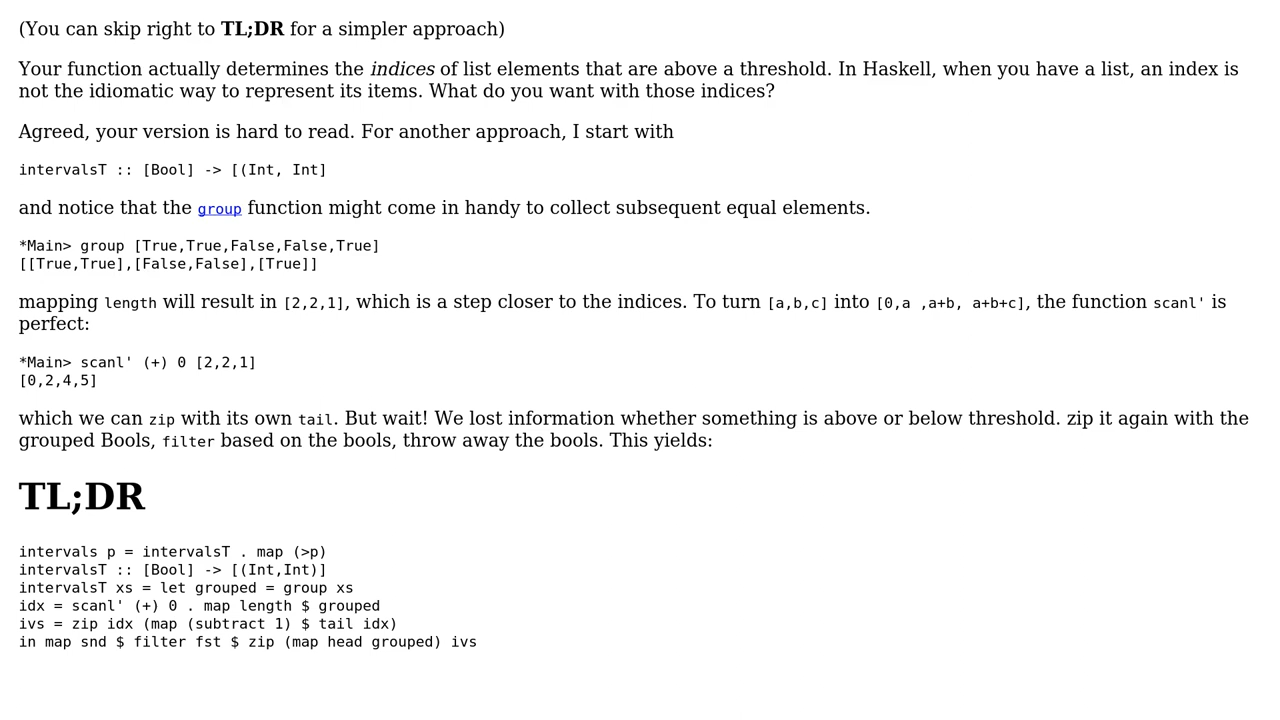 (You can skip right to TL;DR for a simpler approach)
Your function actually determines the indices of list elements that are above a threshold. In Haskell, when you have a list, an index is
not the idiomatic way to represent its items. What do you want with those indices?
Agreed, your version is hard to read. For another approach, I start with
intervalsT :: [Bool] -> [(Int, Int]
and notice that the group function might come in handy to collect subsequent equal elements.
*Main> group [True,True,False,False,True]
[[True,True],[False,False],[True]]
mapping length will result in [2,2,1], which is a step closer to the indices. To turn [a,b,c] into [0,a ,a+b, a+b+c], the function scanl' is
perfect:
*Main> scanl' (+) 0 [2,2,1]
[0,2,4,5]
which we can zip with its own tail. But wait! We lost information whether something is above or below threshold. zip it again with the
grouped Bools, filter based on the bools, throw away the bools. This yields:
TL;DR
intervals p = intervalsT . map (>p)
intervalsT :: [Bool] -> [(Int,Int)]
intervalsT xs = let grouped = group xs
idx = scanl' (+) 0 . map length $ grouped
ivs = zip idx (map (subtract 1) $ tail idx)
in map snd $ filter fst $ zip (map head grouped) ivs